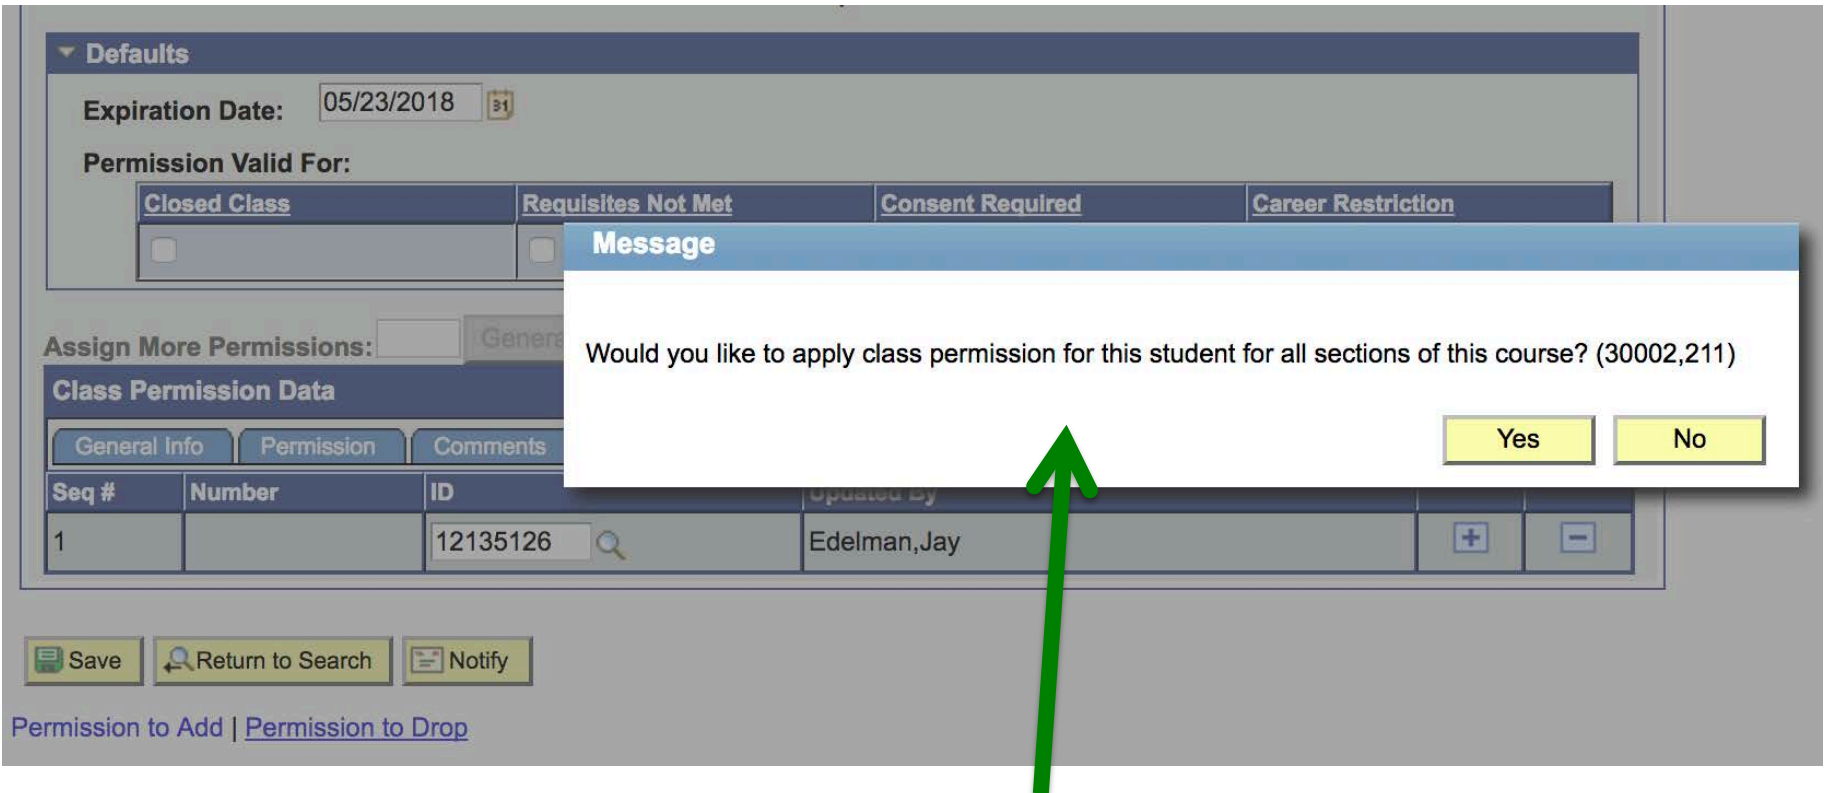 Defaults
Expiration Date: 05/23/2018 31
Permission Valid For:
Closed Class Requisites Not Met Consent Required Career Restriction
Message
Would you like to apply class permission for this student for all sections of this course? (30002,211)
Yes No
Assign More Permissions:
Class Permission Data
General Info Permission Comments
Seq # Number ID Updated By
1 12135126 Edelman,Jay
Save Return to Search Notify
Permission to Add | Permission to Drop